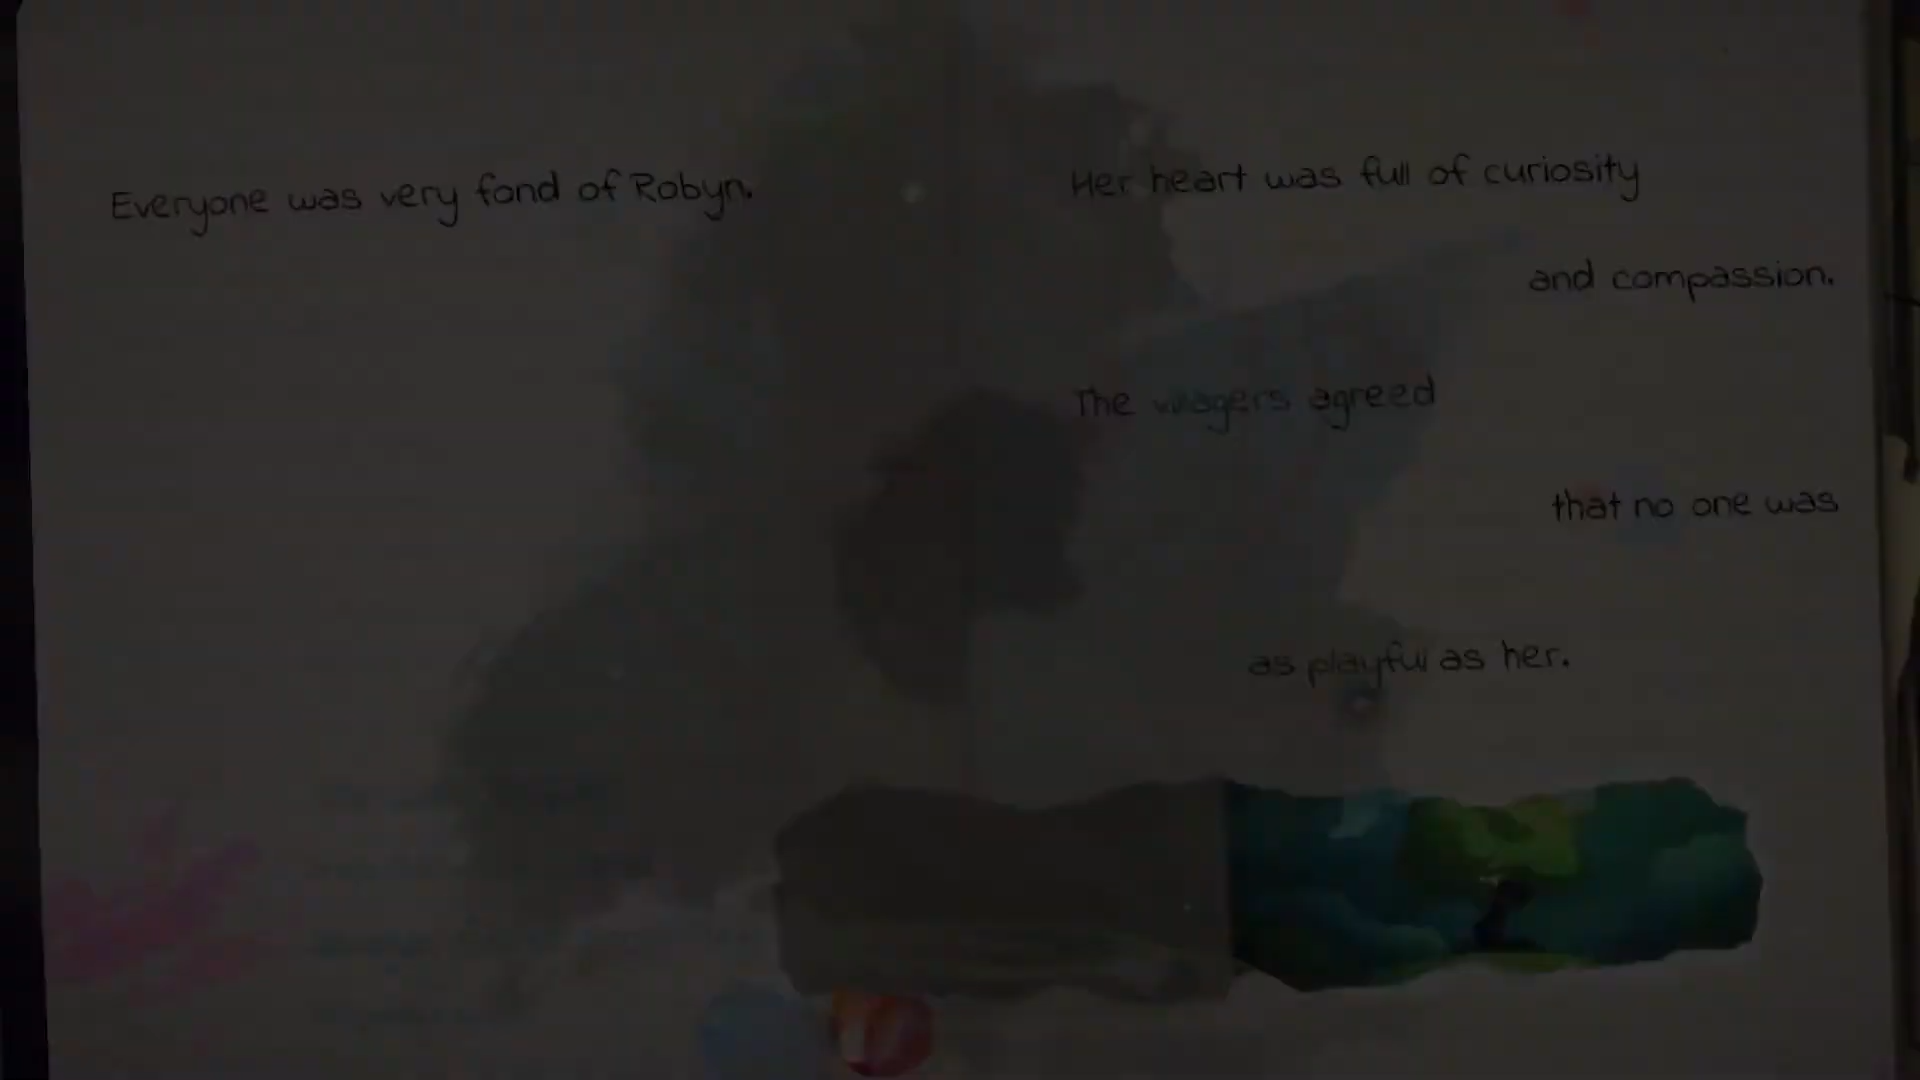 Everyone was very fond of Robyn.
Her heart was full of curiosity
and compassion.
The villagers agreed
that no one was
as playful as her.